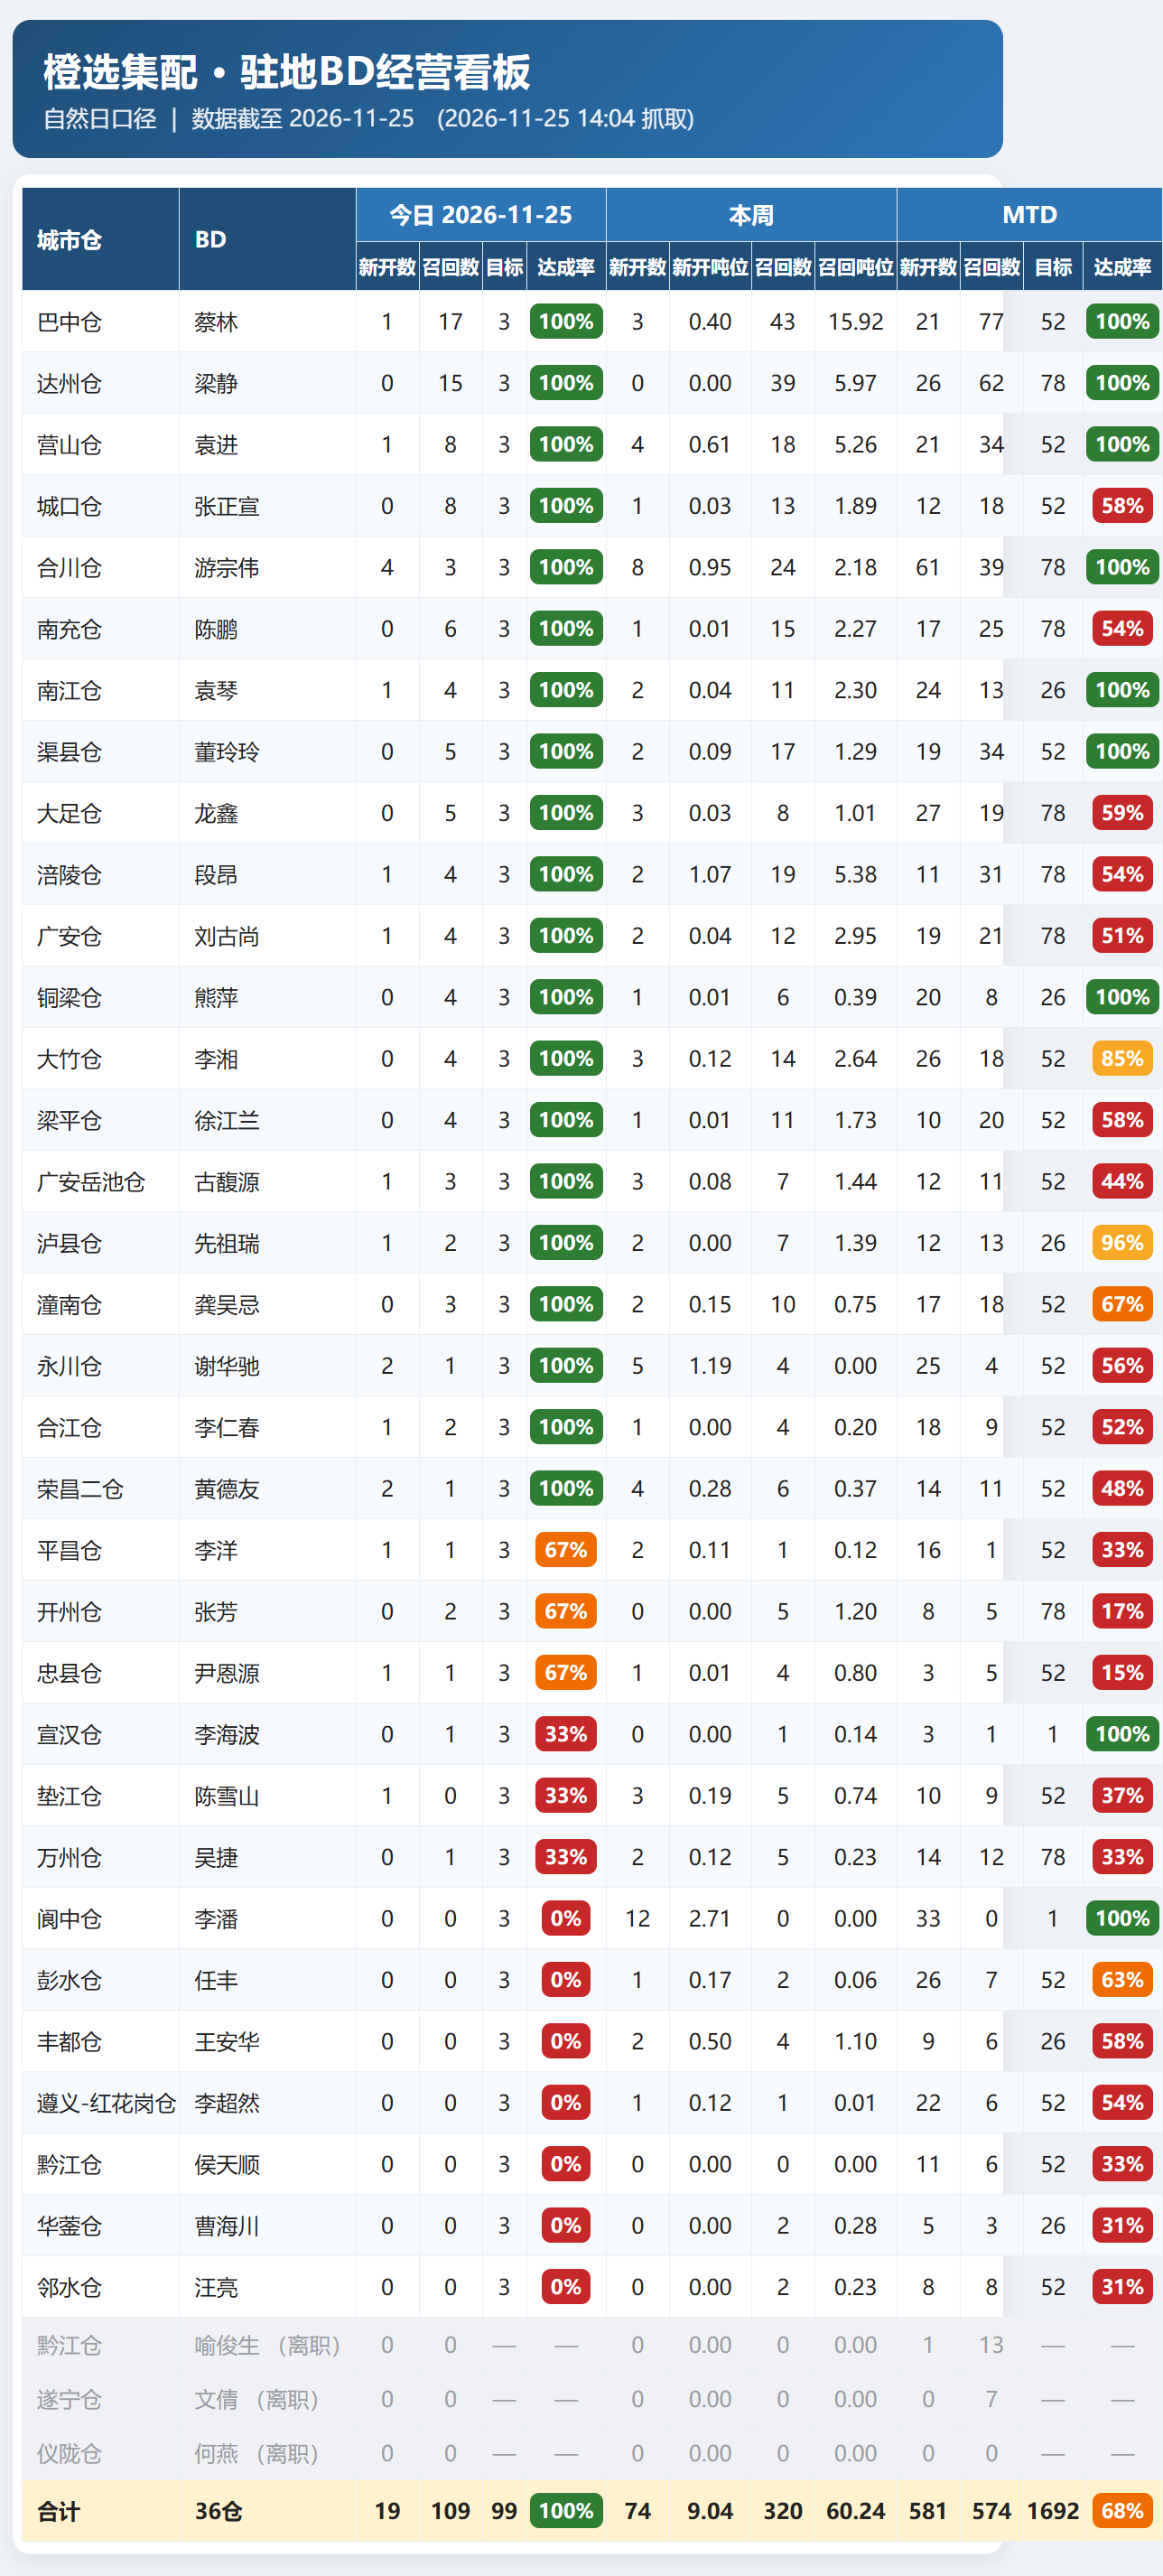 橙选集配 • 驻地BD经营看板
自然日口径 | 数据截至 2026-11-25 (2026-11-25 14:04 抓取)
城市仓 BD 今日 2026-11-25 本周 MTD
新开数 召回数 目标 达成率 新开数 新开吨位 召回数 召回吨位 新开数 召回数 目标 达成率
巴中仓 蔡林 1 17 3 100% 3 0.40 43 15.92 21 77 52 100%
达州仓 梁静 0 15 3 100% 0 0.00 39 5.97 26 62 78 100%
营山仓 袁进 1 8 3 100% 4 0.61 18 5.26 21 34 52 100%
城口仓 张正宣 0 8 3 100% 1 0.03 13 1.89 12 18 52 58%
合川仓 游宗伟 4 3 3 100% 8 0.95 24 2.18 61 39 78 100%
南充仓 陈鹏 0 6 3 100% 1 0.01 15 2.27 17 25 78 54%
南江仓 袁琴 1 4 3 100% 2 0.04 11 2.30 24 13 26 100%
渠县仓 董玲玲 0 5 3 100% 2 0.09 17 1.29 19 34 52 100%
大足仓 龙鑫 0 5 3 100% 3 0.03 8 1.01 27 19 78 59%
涪陵仓 段昂 1 4 3 100% 2 1.07 19 5.38 11 31 78 54%
广安仓 刘古尚 1 4 3 100% 2 0.04 12 2.95 19 21 78 51%
铜梁仓 熊萍 0 4 3 100% 1 0.01 6 0.39 20 8 26 100%
大竹仓 李湘 0 4 3 100% 3 0.12 14 2.64 26 18 52 85%
梁平仓 徐江兰 0 4 3 100% 1 0.01 11 1.73 10 20 52 58%
广安岳池仓 古馥源 1 3 3 100% 3 0.08 7 1.44 12 11 52 44%
泸县仓 先祖瑞 1 2 3 100% 2 0.00 7 1.39 12 13 26 96%
潼南仓 龚吴忌 0 3 3 100% 2 0.15 10 0.75 17 18 52 67%
永川仓 谢华驰 2 1 3 100% 5 1.19 4 0.00 25 4 52 56%
合江仓 李仁春 1 2 3 100% 1 0.00 4 0.20 18 9 52 52%
荣昌二仓 黄德友 2 1 3 100% 4 0.28 6 0.37 14 11 52 48%
平昌仓 李洋 1 1 3 67% 2 0.11 1 0.12 16 1 52 33%
开州仓 张芳 0 2 3 67% 0 0.00 5 1.20 8 5 78 17%
忠县仓 尹恩源 1 1 3 67% 1 0.01 4 0.80 3 5 52 15%
宣汉仓 李海波 0 1 3 33% 0 0.00 1 0.14 3 1 1 100%
垫江仓 陈雪山 1 0 3 33% 3 0.19 5 0.74 10 9 52 37%
万州仓 吴捷 0 1 3 33% 2 0.12 5 0.23 14 12 78 33%
阆中仓 李潘 0 0 3 0% 12 2.71 0 0.00 33 0 1 100%
彭水仓 任丰 0 0 3 0% 1 0.17 2 0.06 26 7 52 63%
丰都仓 王安华 0 0 3 0% 2 0.50 4 1.10 9 6 26 58%
遵义-红花岗仓 李超然 0 0 3 0% 1 0.12 1 0.01 22 6 52 54%
黔江仓 侯天顺 0 0 3 0% 0 0.00 0 0.00 11 6 52 33%
华蓥仓 曹海川 0 0 3 0% 0 0.00 2 0.28 5 3 26 31%
邻水仓 汪亮 0 0 3 0% 0 0.00 2 0.23 8 8 52 31%
黔江仓 喻俊生 （离职） 0 0 — — 0 0.00 0 0.00 1 13 — —
遂宁仓 文倩 （离职） 0 0 — — 0 0.00 0 0.00 0 7 — —
仪陇仓 何燕 （离职） 0 0 — — 0 0.00 0 0.00 0 0 — —
合计 36仓 19 109 99 100% 74 9.04 320 60.24 581 574 1692 68%